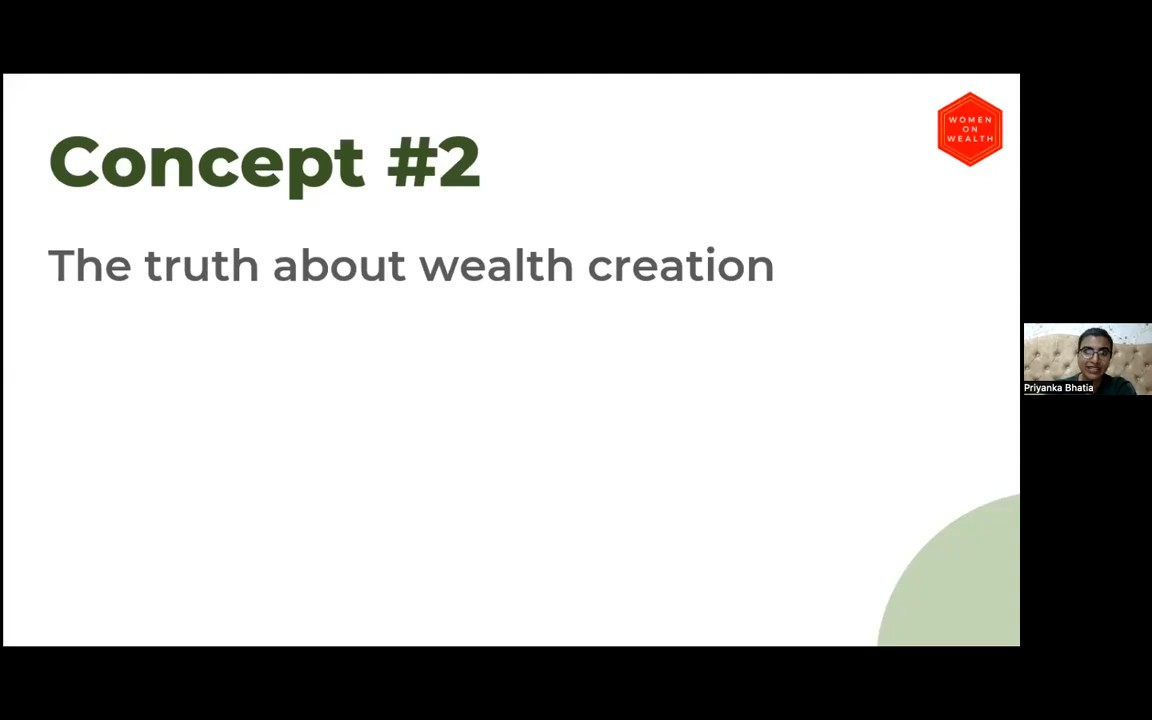 Concept #2
The truth about wealth creation
WOMEN
ON
WEALTH
Priyanka Bhatia